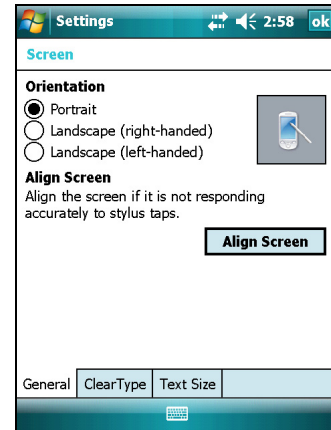 Settings 2:58 ok
Screen
Orientation
Portrait
Landscape (right-handed)
Landscape (left-handed)
Align Screen
Align the screen if it is not responding
accurately to stylus taps.
Align Screen
General ClearType Text Size